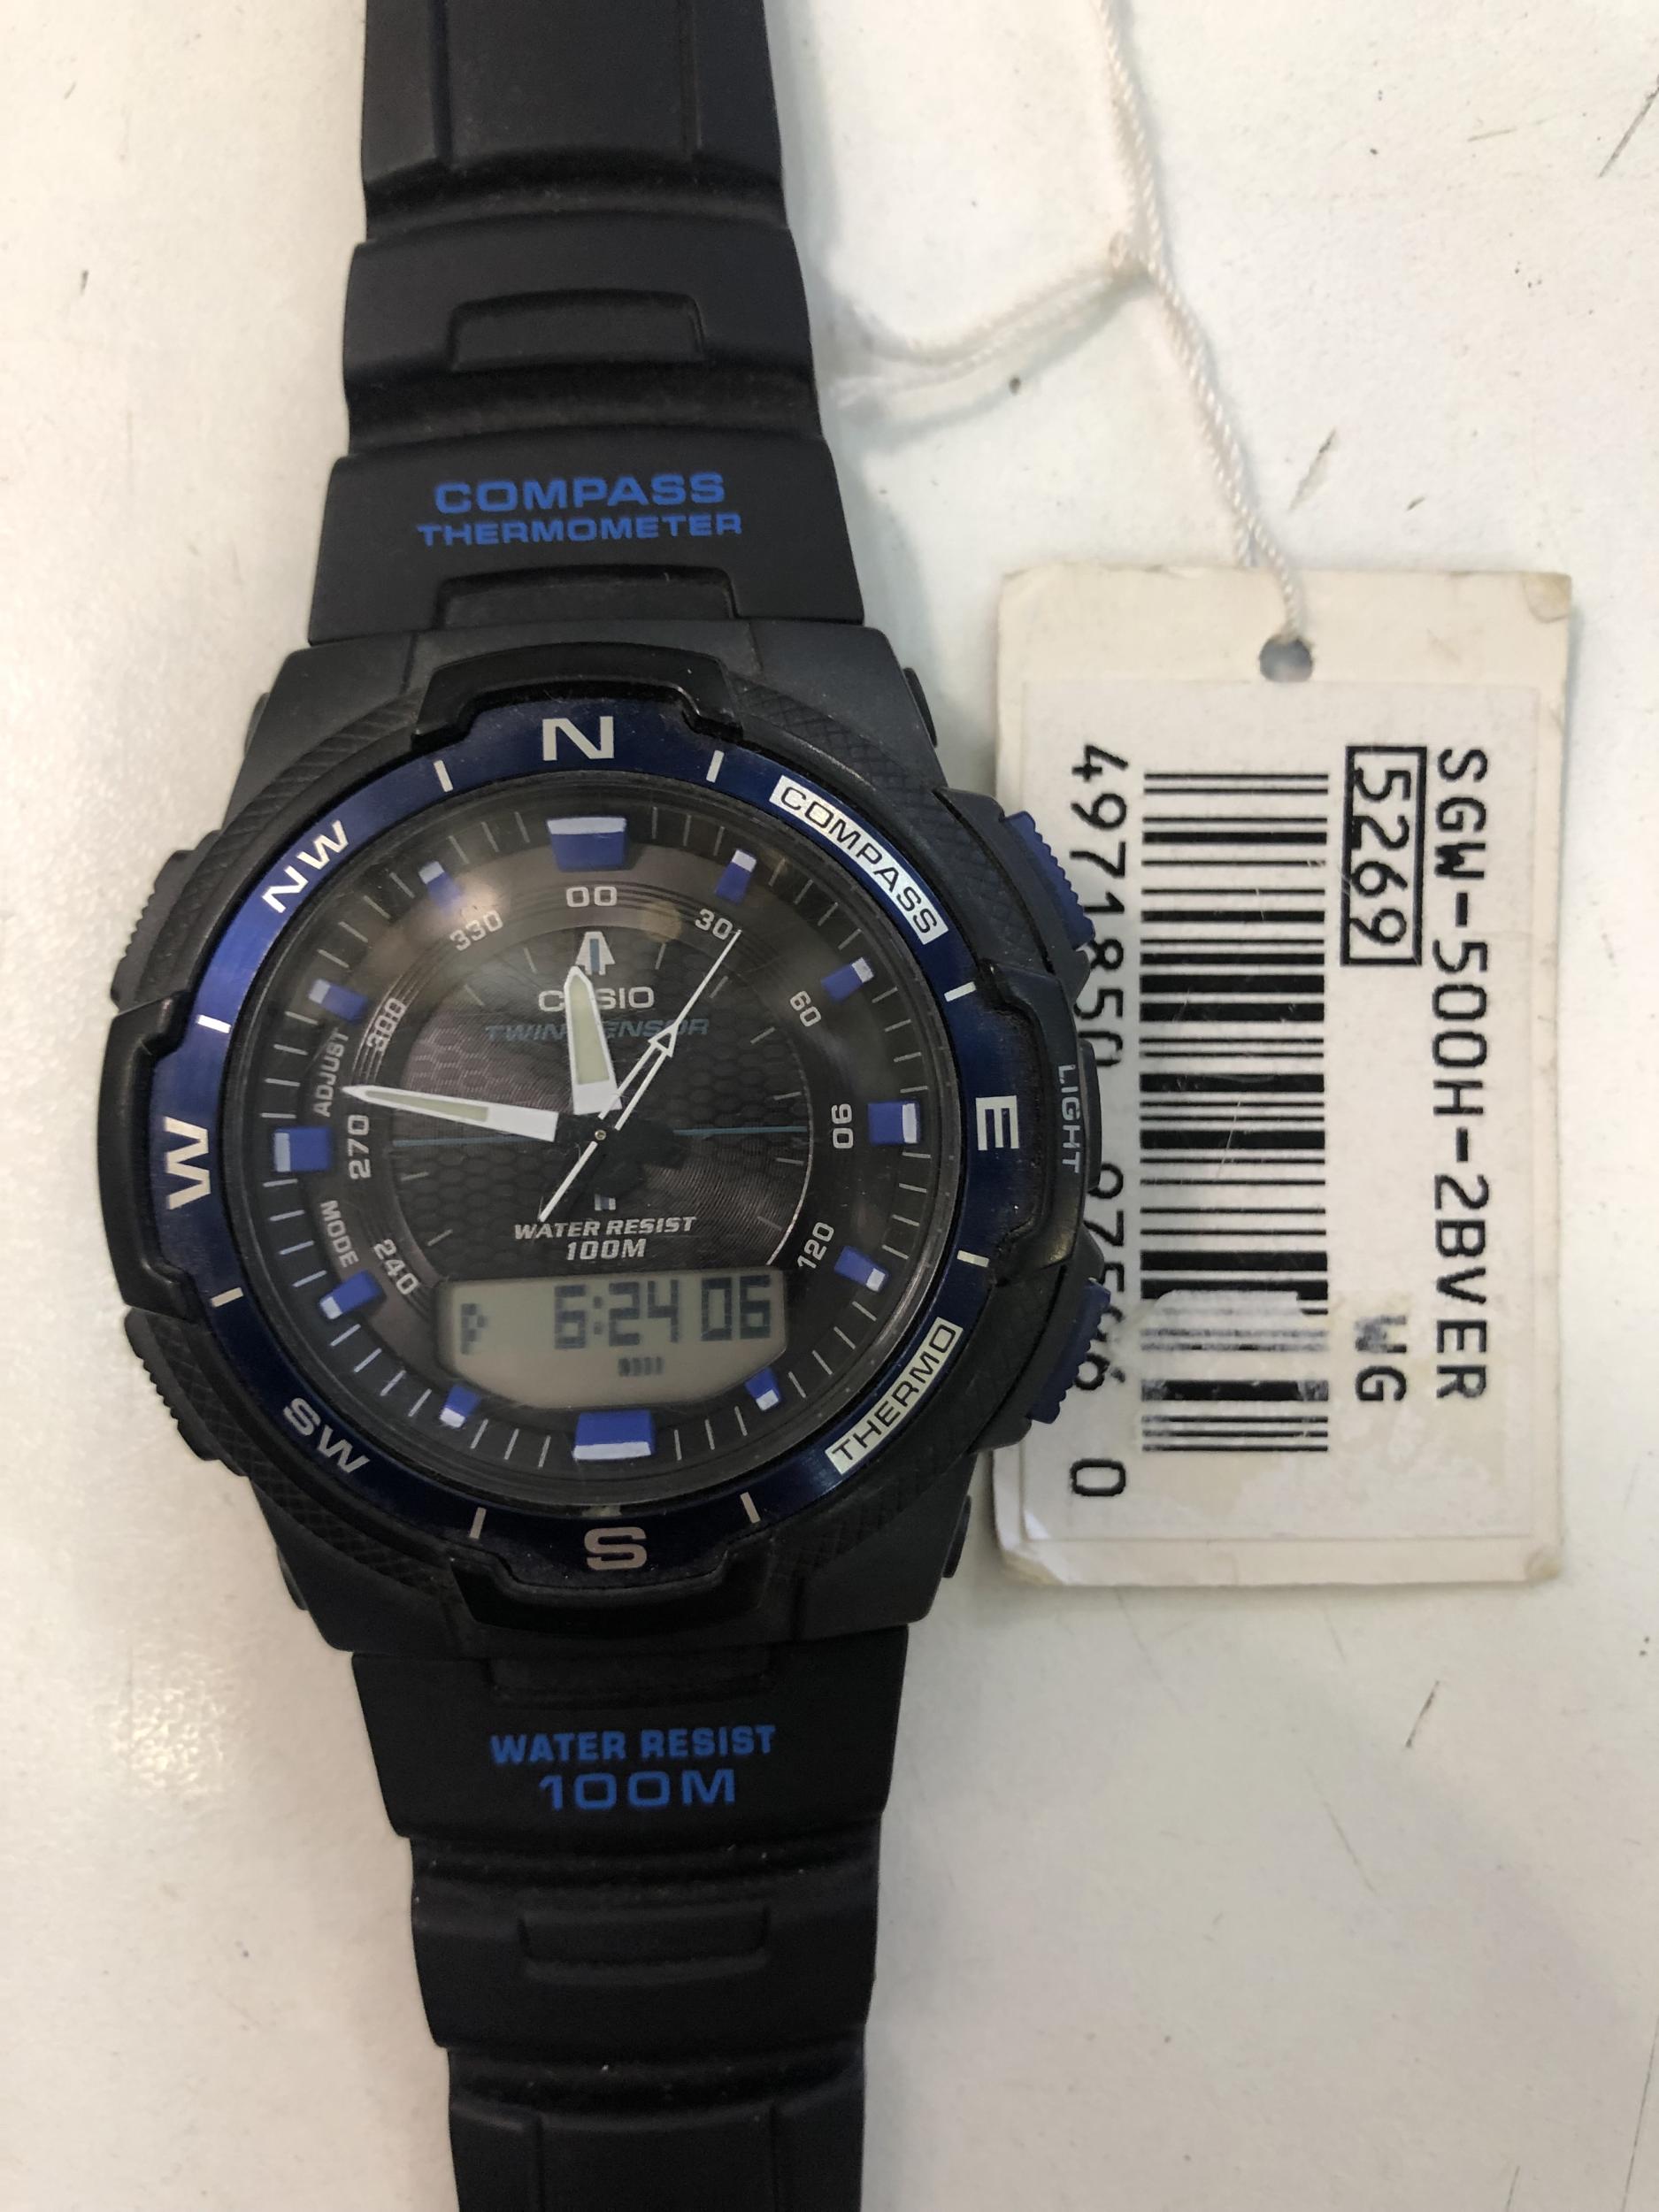 COMPASS
THERMOMETER
N
COMPASS
NW
00
30
330
60
300
CASIO
ADJUST
LIGHT
W
270
90
E
MODE
WATER RESIST
100M
120
240
P 6:24 06
THERMO
SW
S
WATER RESIST
100M
SGW-500H-2BVER
5269
WG
4971850
0